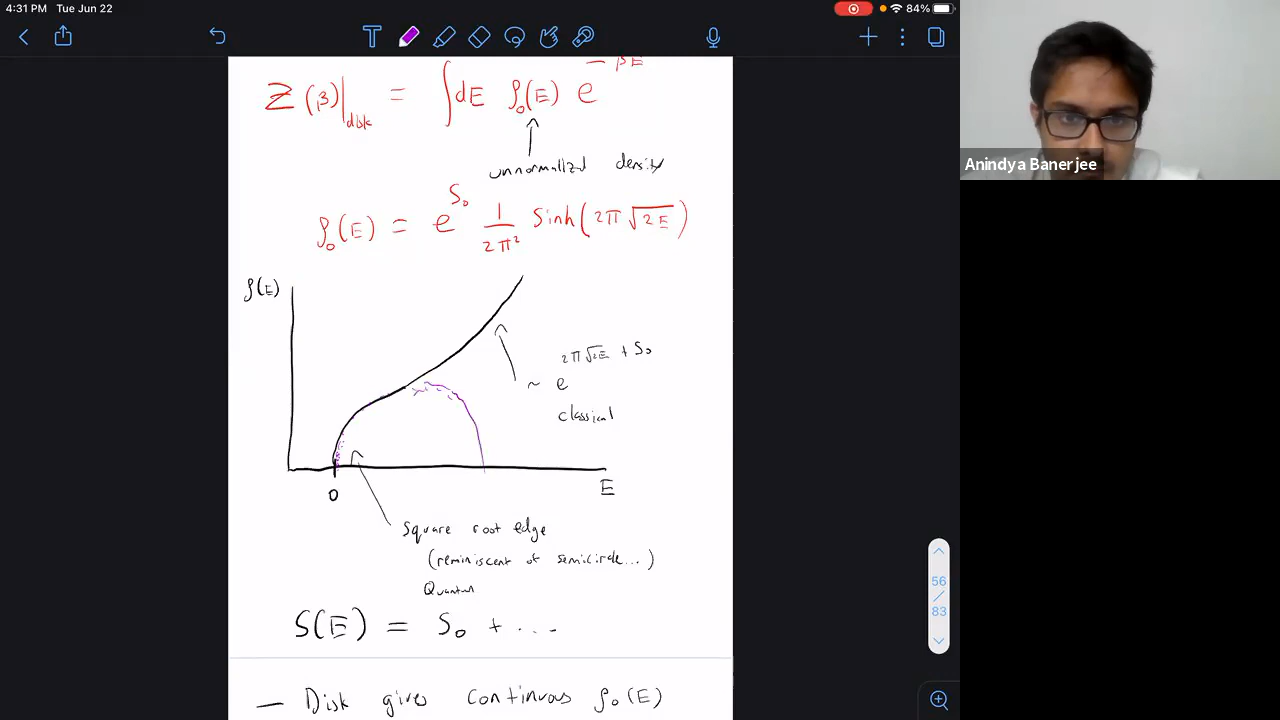 4:31 PM Tue Jun 22
84%
Z(β)|disk = ∫dE ρ₀(E) e^{-βE}
unnormalized density
ρ₀(E) = e^{S₀} 1/2π² Sinh(2π√2E)
ρ(E)
~ e^{2π√2E + S₀}
classical
0
E
Square root edge
(reminiscent of semicircle...)
Quantum
S(E) = S₀ + ...
— Disk gives continuous ρ₀(E)
56
/
83
T
Anindya Banerjee